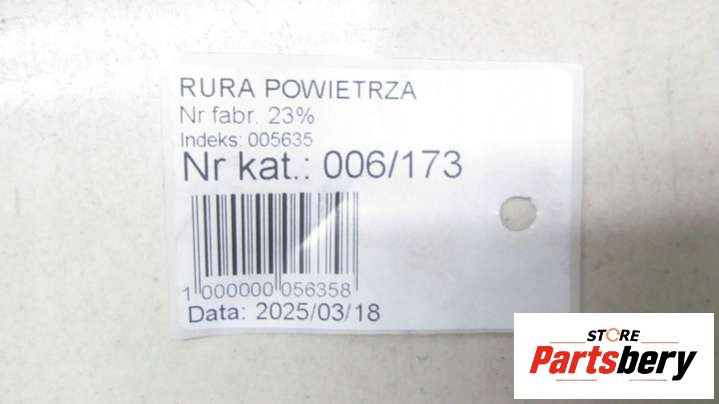 RURA POWIETRZA
Nr fabr. 23%
Indeks: 005635
Nr kat.: 006/173
1 000000 056358
Data: 2025/03/18
STORE
Partsbery